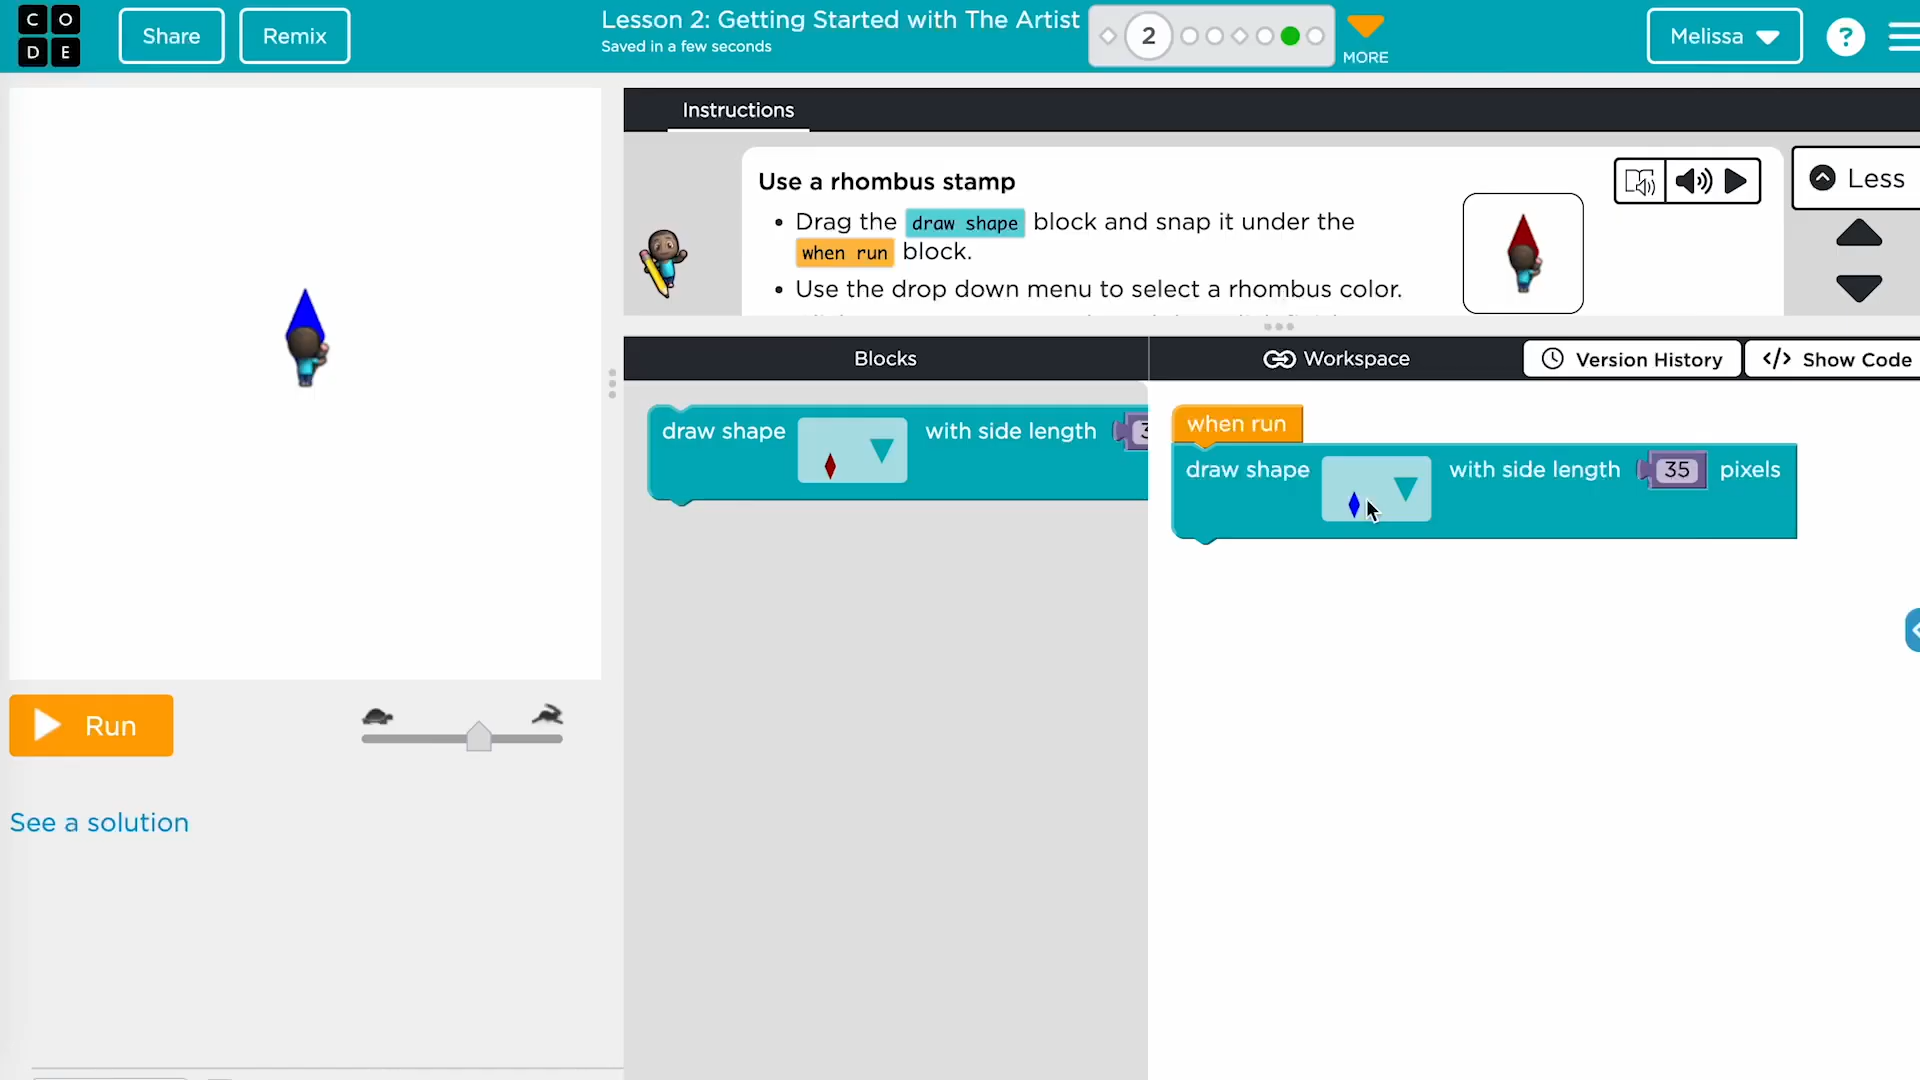 CODE
Share
Remix
Lesson 2: Getting Started with The Artist
Saved in a few seconds
2
MORE
Melissa
?
Instructions
Use a rhombus stamp
Drag the draw shape block and snap it under the
when run block.
Use the drop down menu to select a rhombus color.
Less
Blocks
Workspace
Version History
</> Show Code
draw shape with side length
when run
draw shape with side length 35 pixels
Run
See a solution